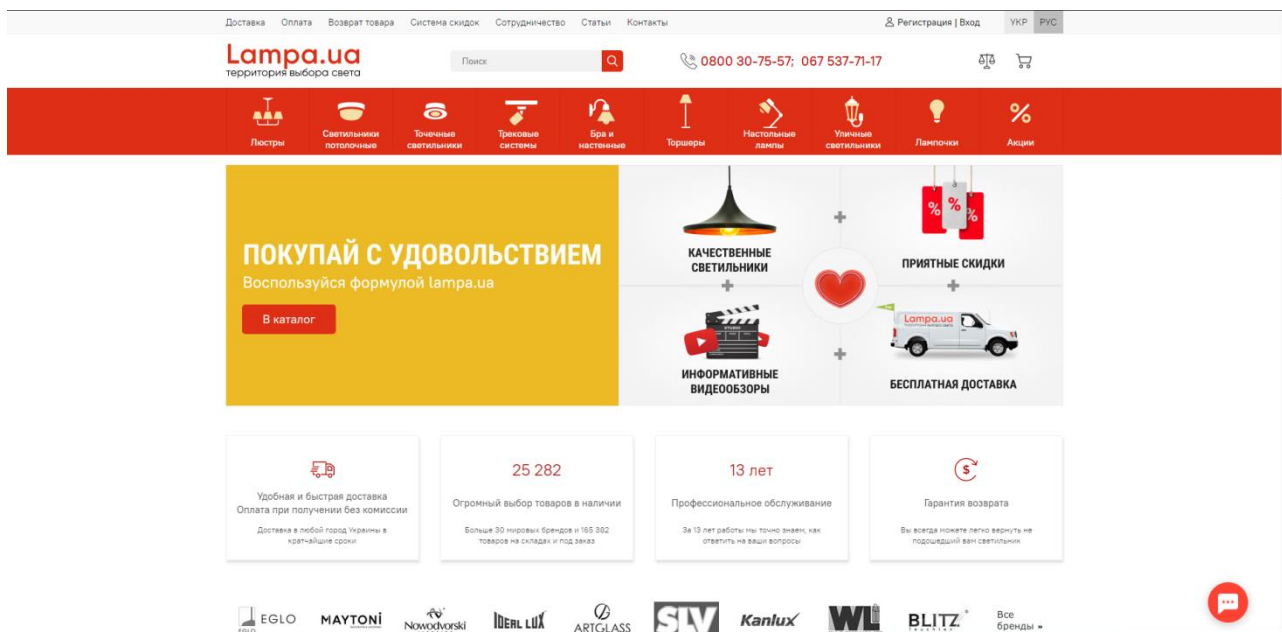 Доставка Оплата Возврат товара Система скидок Сотрудничество Статьи Контакты Регистрация | Вход УКР РУС
Lampa.ua
территория выбора света
Поиск
0800 30-75-57; 067 537-71-17
Люстры
Светильники потолочные
Точечные светильники
Трековые системы
Бра и настенные
Торшеры
Настольные лампы
Уличные светильники
Лампочки
Акции
ПОКУПАЙ С УДОВОЛЬСТВИЕМ
Воспользуйся формулой lampa.ua
В каталог
КАЧЕСТВЕННЫЕ
СВЕТИЛЬНИКИ
% % %
ПРИЯТНЫЕ СКИДКИ
ИНФОРМАТИВНЫЕ
ВИДЕООБЗОРЫ
Lampa.ua
БЕСПЛАТНАЯ ДОСТАВКА
Удобная и быстрая доставка
Оплата при получении без комиссии
Доставка в любой город Украины в
кратчайшие сроки
25 282
Огромный выбор товаров в наличии
Больше 30 мировых брендов и 165 382
товаров на складах и под заказ
13 лет
Профессиональное обслуживание
За 13 лет работы мы точно знаем, как
ответить на ваши вопросы
Гарантия возврата
Вы всегда можете легко вернуть не
подошедший вам светильник
EGLO
MAYTONI
Nowodvorski
IDEAL LUX
ARTGLASS
SLV
Kanlux
WL
BLITZ
Все
бренды »